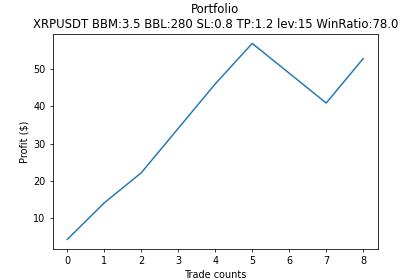 Portfolio
XRPUSDT BBM:3.5 BBL:280 SL:0.8 TP:1.2 lev:15 WinRatio:78.0
Profit ($)
50
40
30
20
10
0 1 2 3 4 5 6 7 8
Trade counts